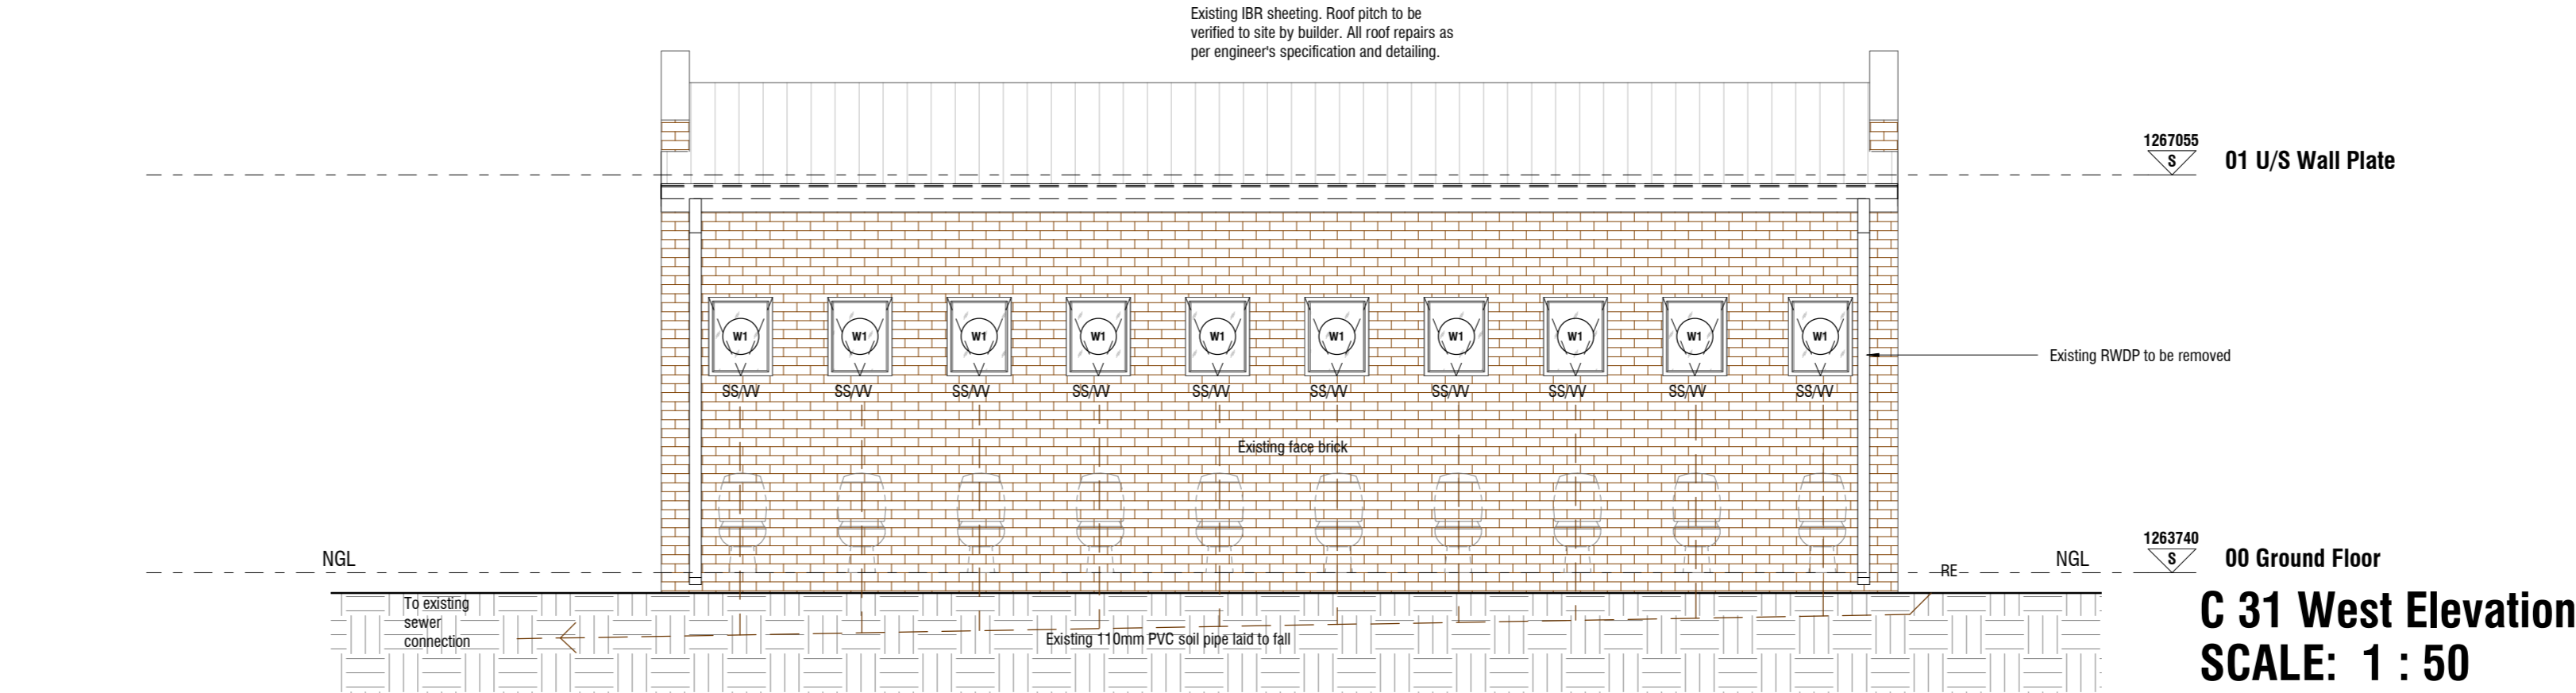 Existing IBR sheeting. Roof pitch to be
verified to site by builder. All roof repairs as
per engineer's specification and detailing.
1267055
S
01 U/S Wall Plate
W1 W1 W1 W1 W1 W1 W1 W1 W1 W1
Existing RWDP to be removed
SS/VV SS/VV SS/VV SS/VV SS/VV SS/VV SS/VV SS/VV SS/VV SS/VV
Existing face brick
NGL
RE
NGL
1263740
S
00 Ground Floor
To existing
sewer
connection
Existing 110mm PVC soil pipe laid to fall
C 31 West Elevation
SCALE: 1 : 50